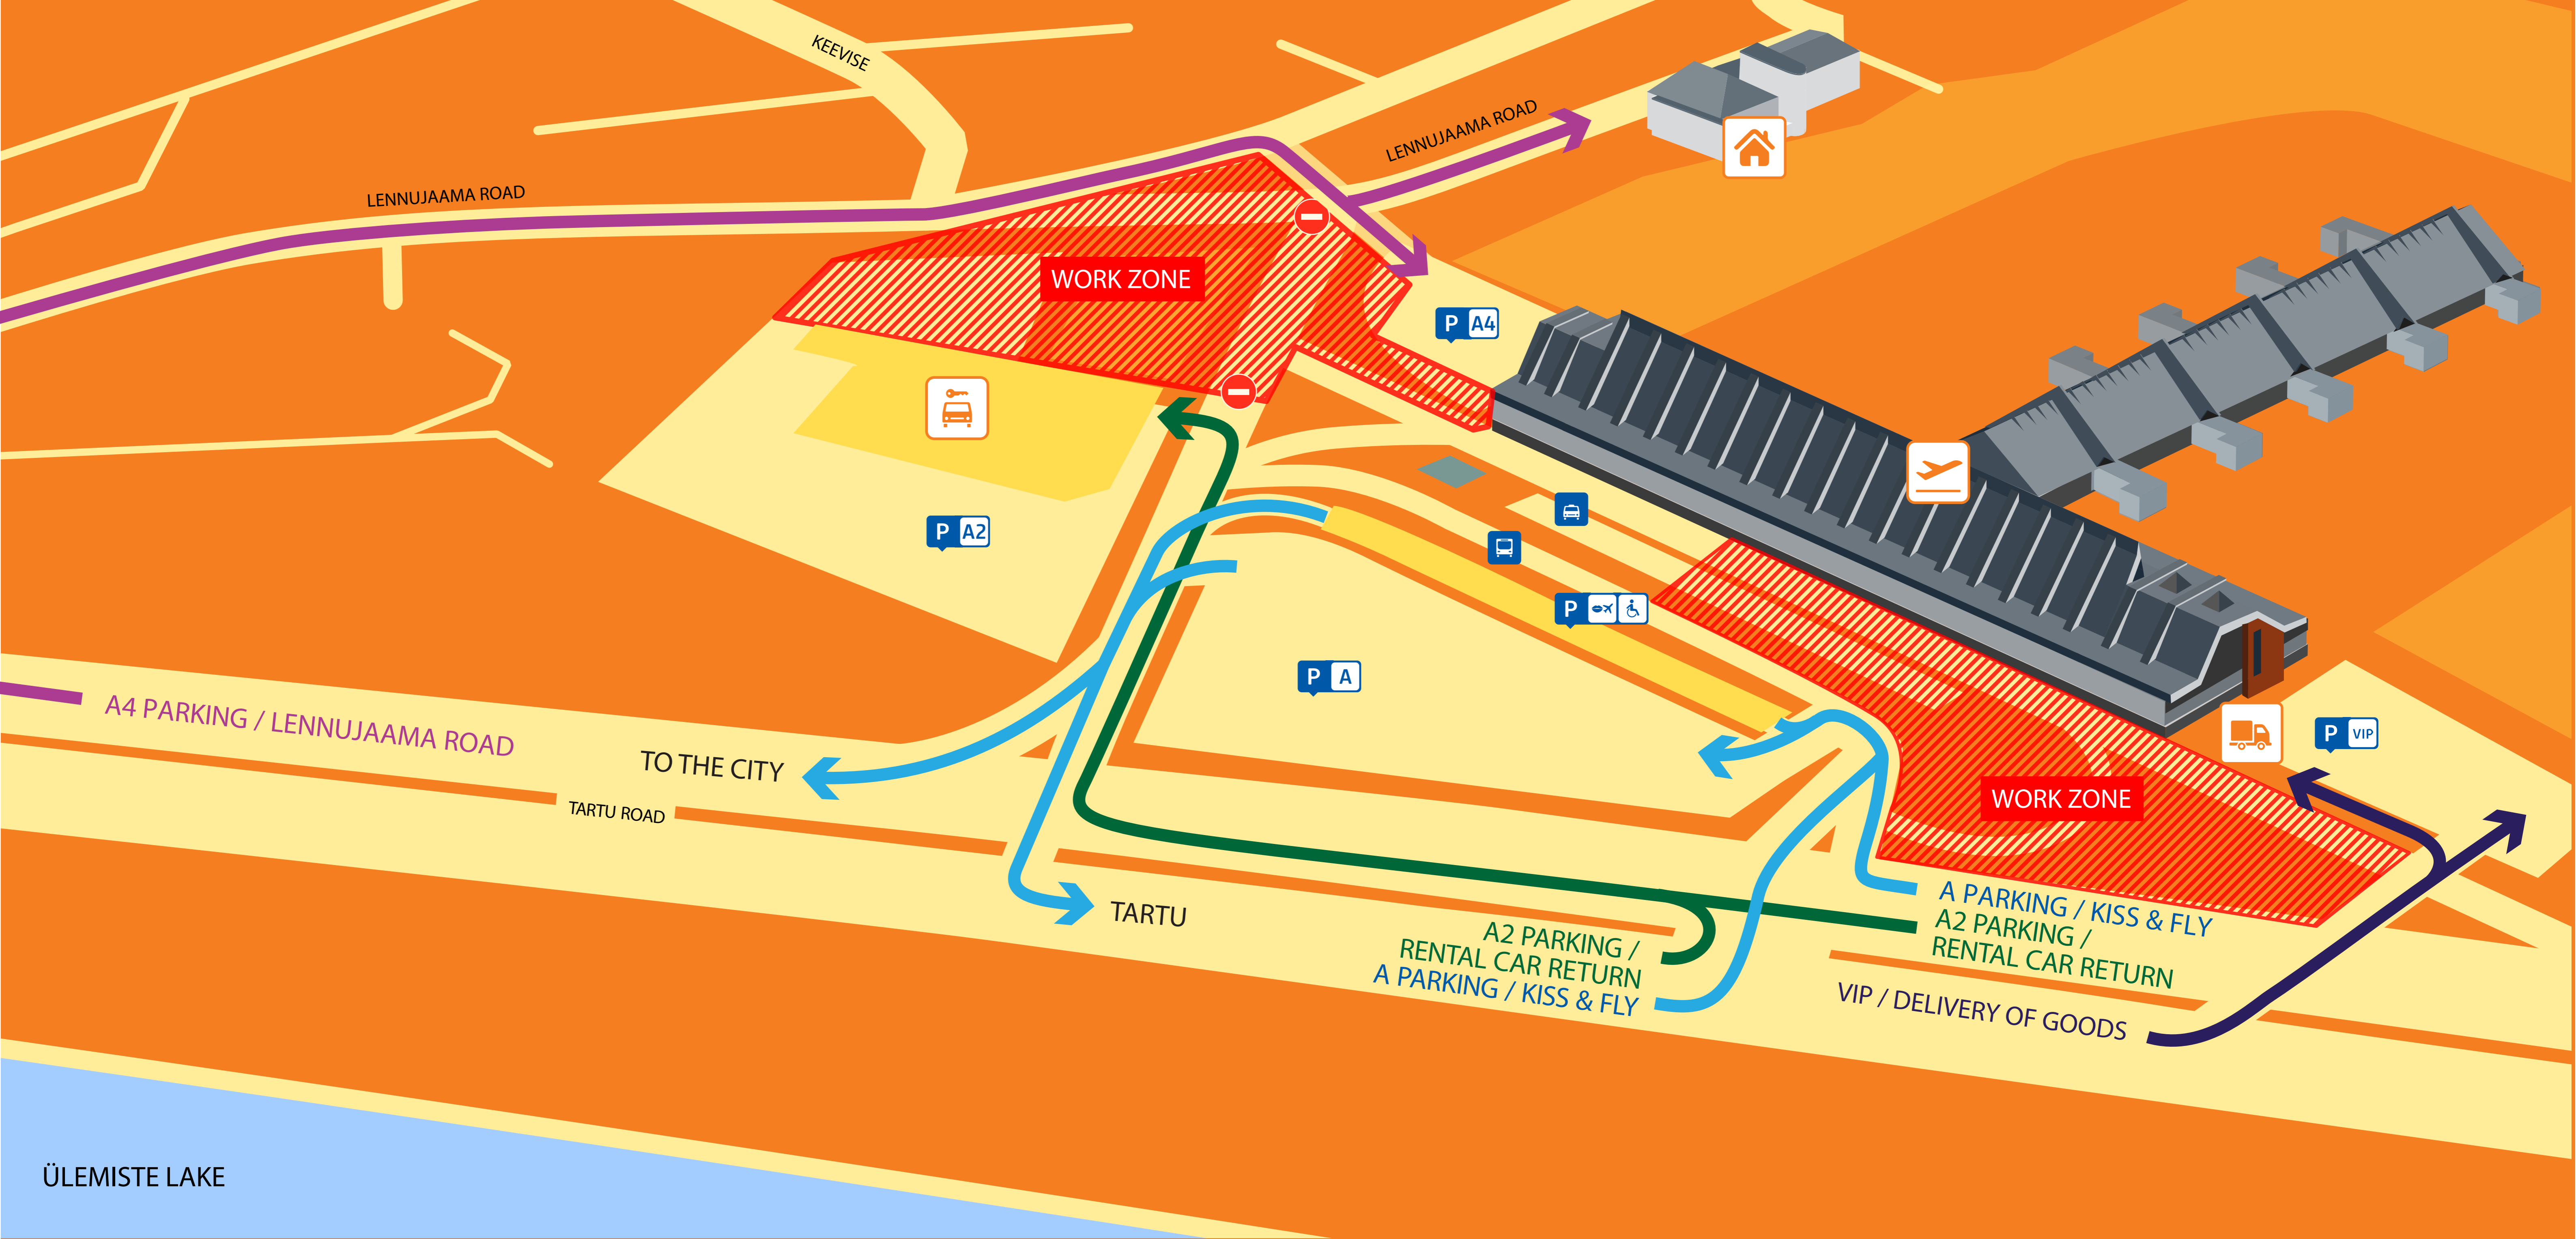 KEEVISE
LENNUJAAMA ROAD
LENNUJAAMA ROAD
WORK ZONE
P A4
P A2
P
P A
A4 PARKING / LENNUJAAMA ROAD
TO THE CITY
TARTU ROAD
P VIP
WORK ZONE
TARTU
A2 PARKING /
RENTAL CAR RETURN
A PARKING / KISS & FLY
A PARKING / KISS & FLY
A2 PARKING /
RENTAL CAR RETURN
VIP / DELIVERY OF GOODS
ÜLEMISTE LAKE